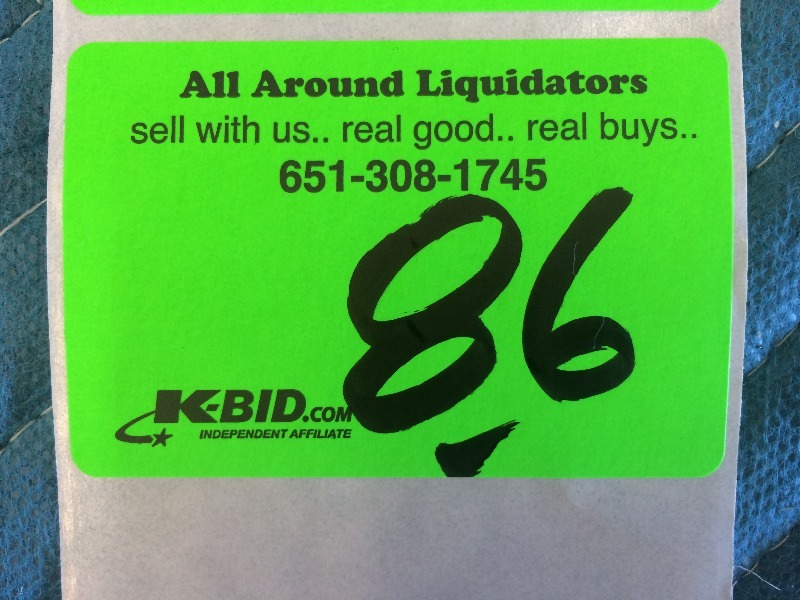 All Around Liquidators
sell with us.. real good.. real buys..
651-308-1745
86
K-BID.COM
INDEPENDENT AFFILIATE